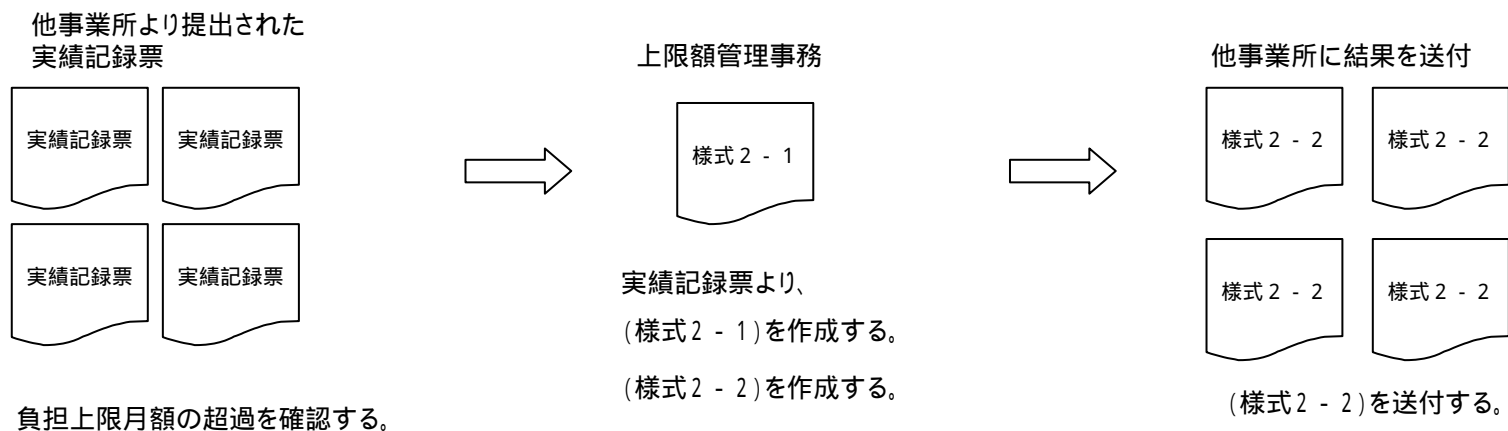 他事業所より提出された
実績記録票
実績記録票
実績記録票
実績記録票
実績記録票
負担上限月額の超過を確認する。
上限額管理事務
様式2-1
実績記録票より、
(様式2-1)を作成する。
(様式2-2)を作成する。
他事業所に結果を送付
様式2-2
様式2-2
様式2-2
様式2-2
(様式2-2)を送付する。